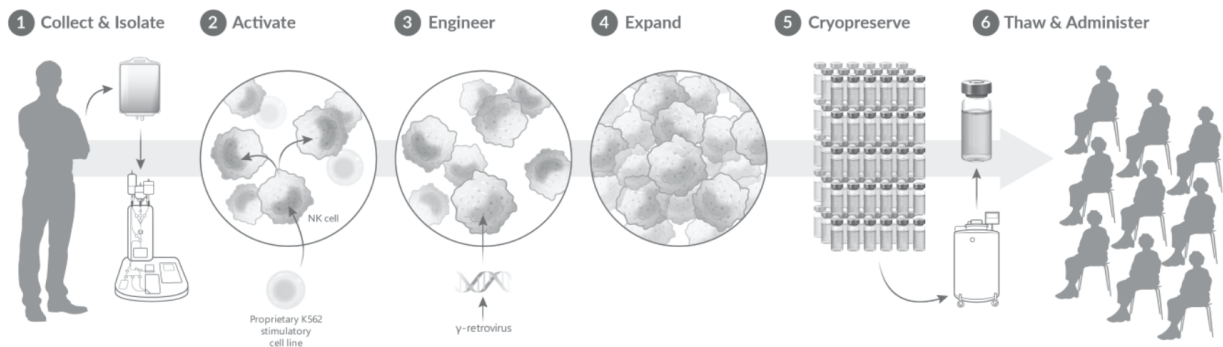 1 Collect & Isolate
2 Activate
3 Engineer
4 Expand
5 Cryopreserve
6 Thaw & Administer
NK cell
Proprietary K562
stimulatory
cell line
γ-retrovirus